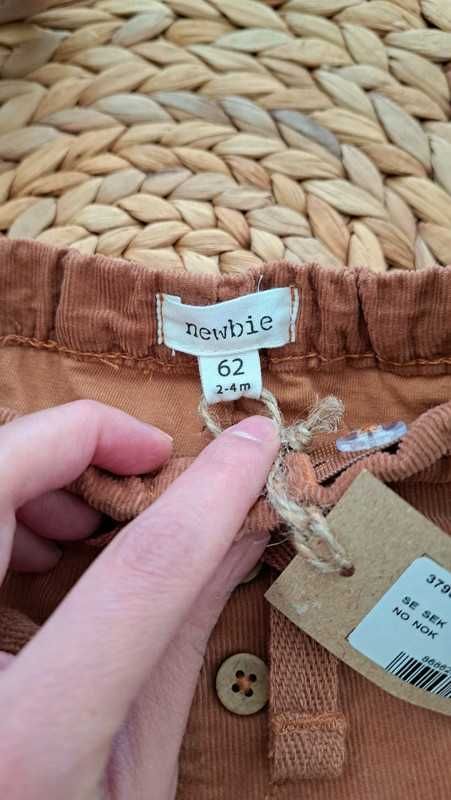 newbie
62
2-4 m
SE SEK
NO NOK